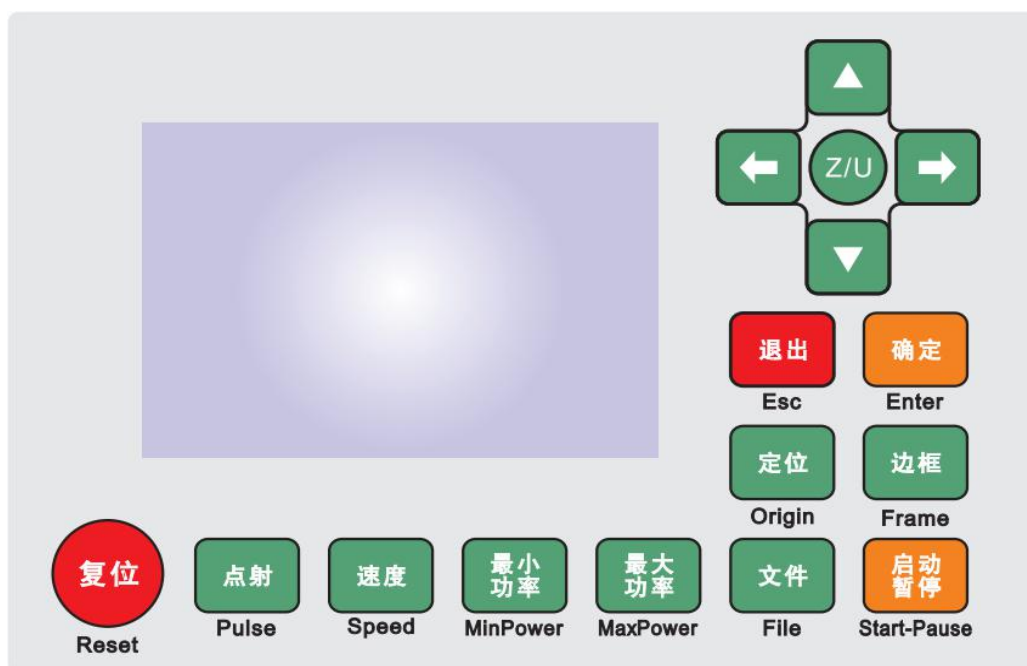 Z/U
退出
确定
Esc
Enter
定位
边框
Origin
Frame
复位
点射
速度
最小
功率
最大
功率
文件
启动
暂停
Reset
Pulse
Speed
MinPower
MaxPower
File
Start-Pause